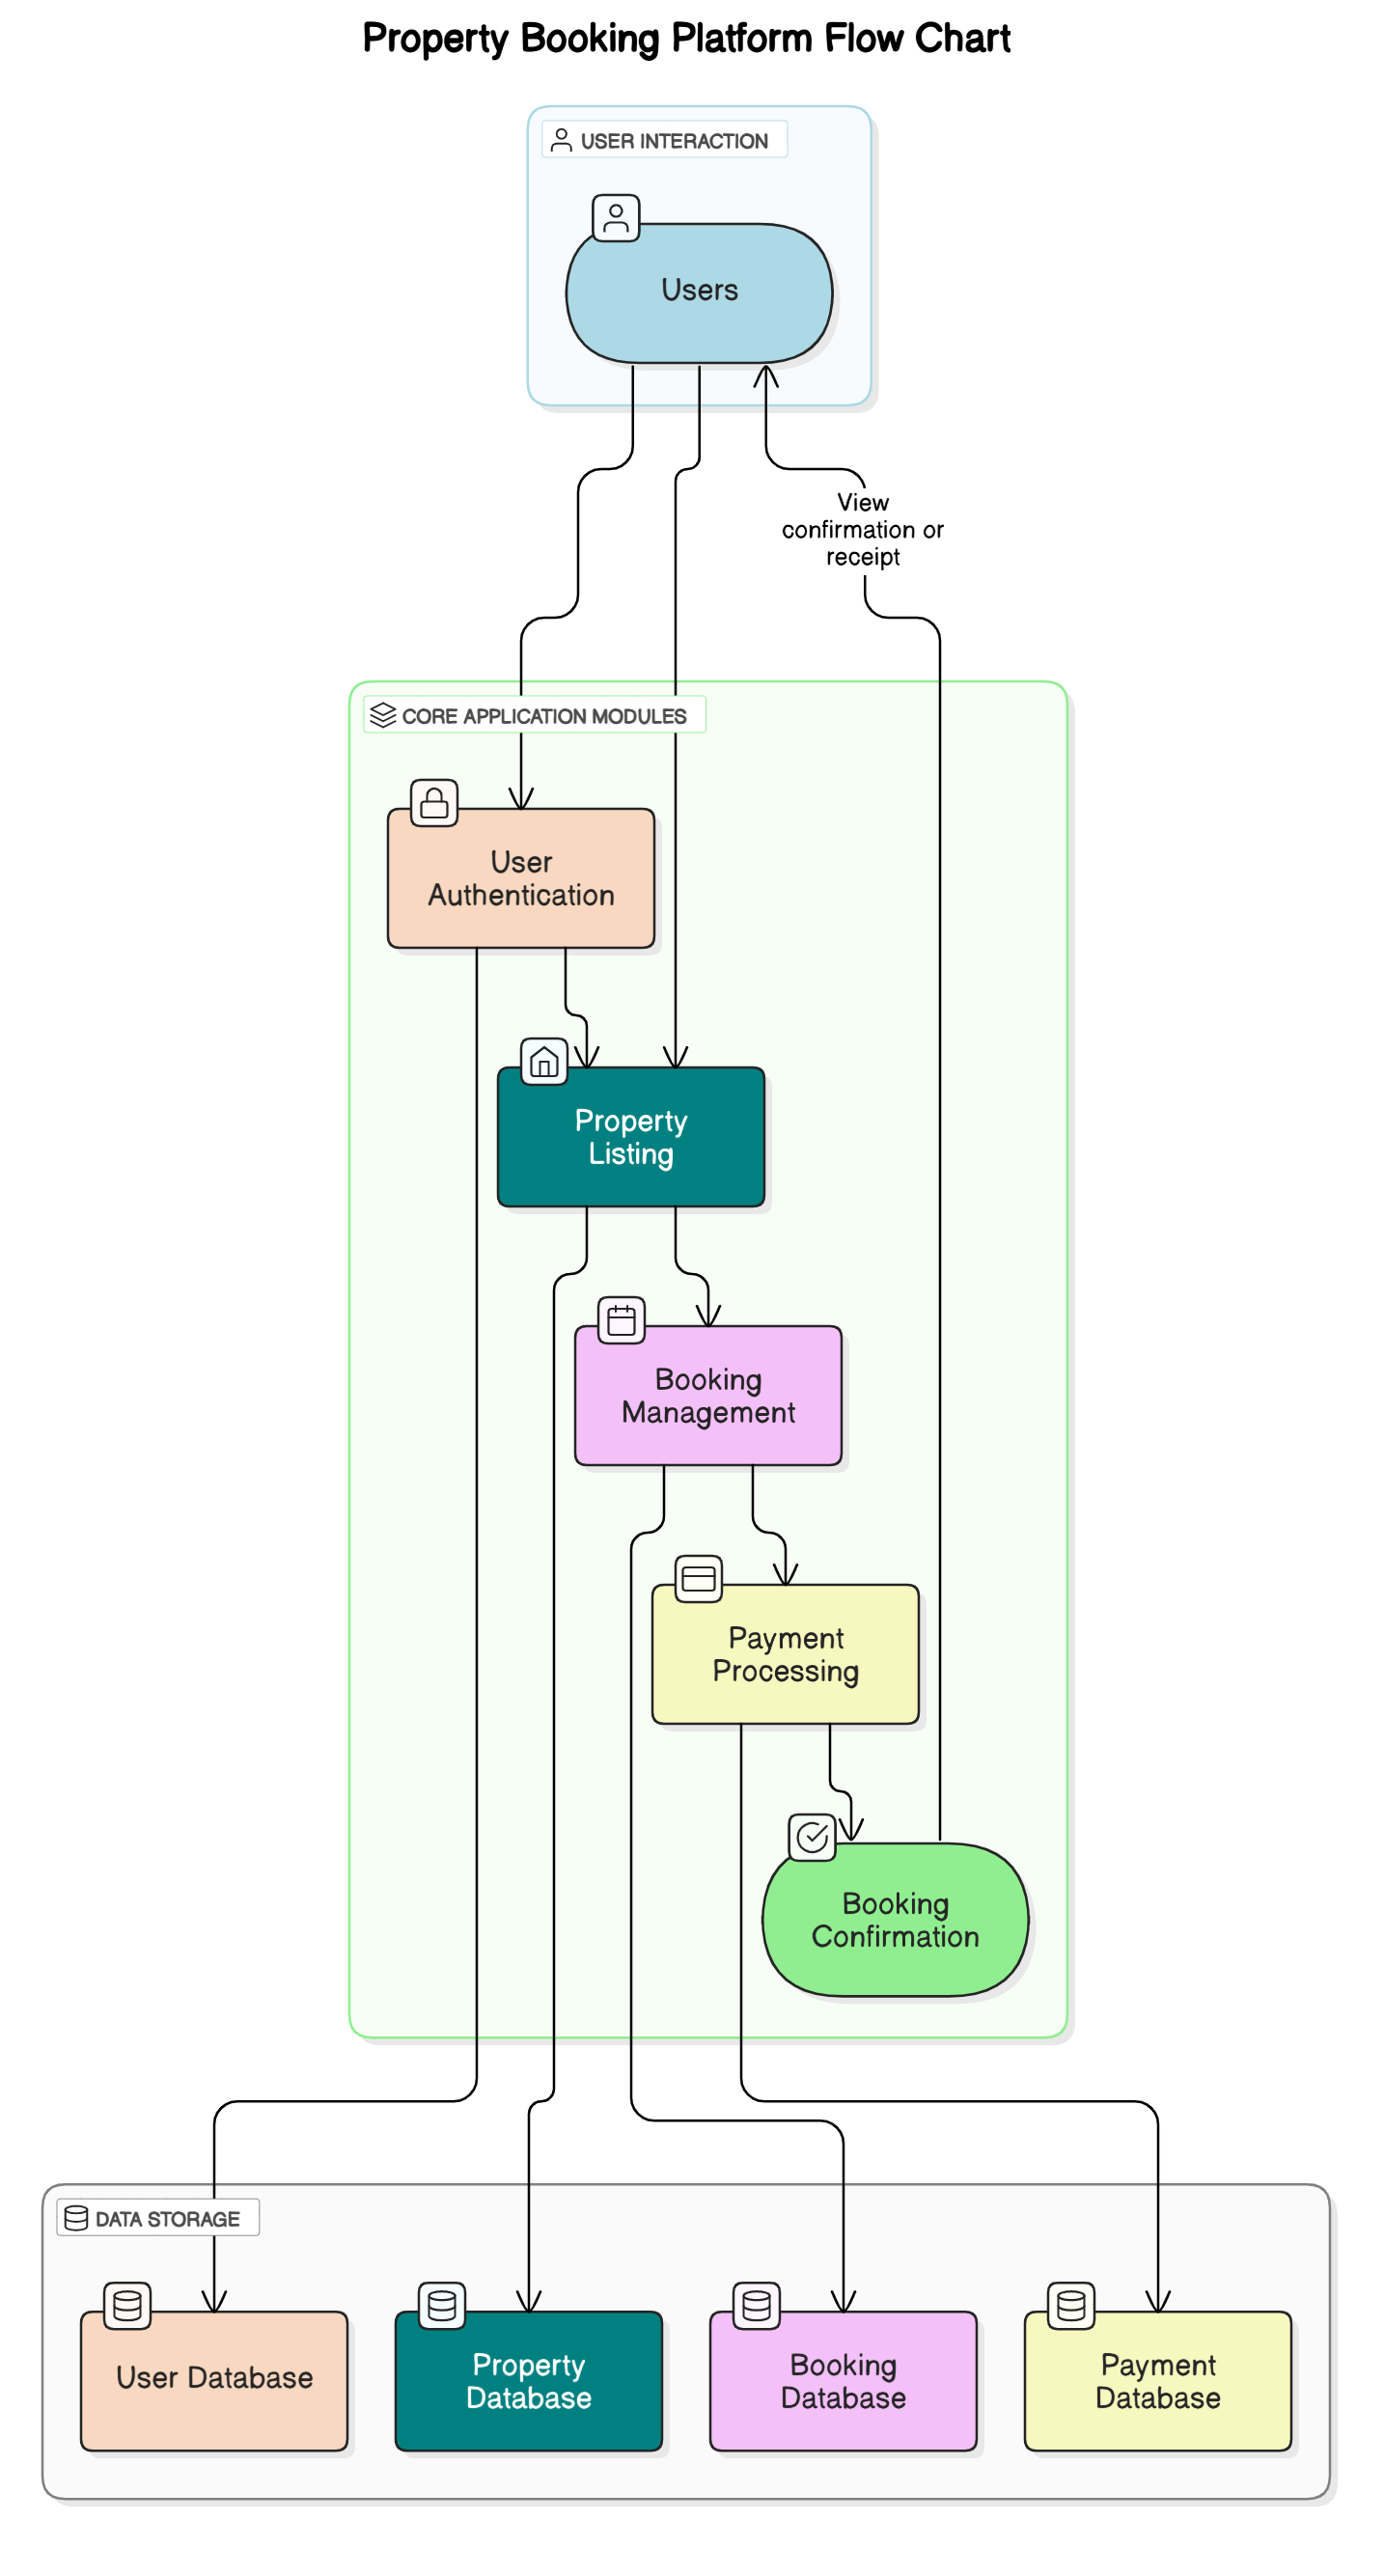 Property Booking Platform Flow Chart
USER INTERACTION
Users
View
confirmation or
receipt
CORE APPLICATION MODULES
User
Authentication
Property
Listing
Booking
Management
Payment
Processing
Booking
Confirmation
DATA STORAGE
User Database
Property
Database
Booking
Database
Payment
Database